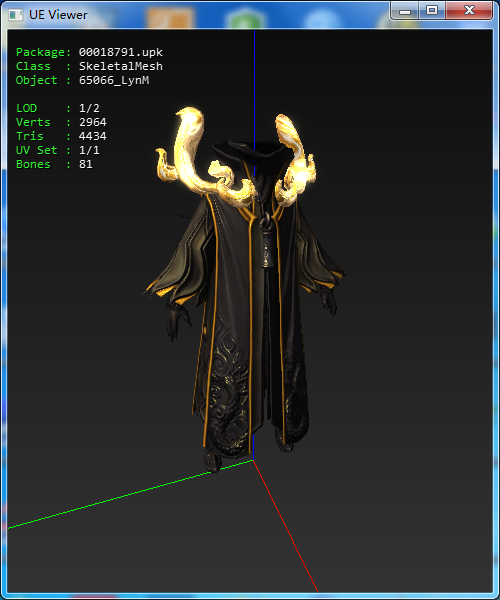 UE Viewer
Package: 00018791.upk
Class : SkeletalMesh
Object : 65066_LynM
LOD : 1/2
Verts : 2964
Tris : 4434
UV Set : 1/1
Bones : 81